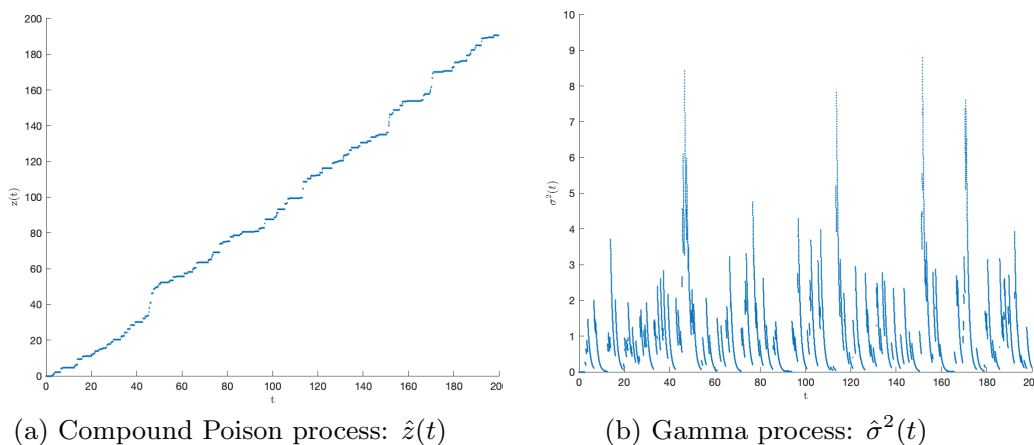 200
180
160
140
120
100
80
60
40
20
0
z(t)
0 20 40 60 80 100 120 140 160 180 200
t
10
9
8
7
6
5
4
3
2
1
0
σ²(t)
0 20 40 60 80 100 120 140 160 180 200
t
(a) Compound Poison process: ẑ(t)
(b) Gamma process: σ̂²(t)